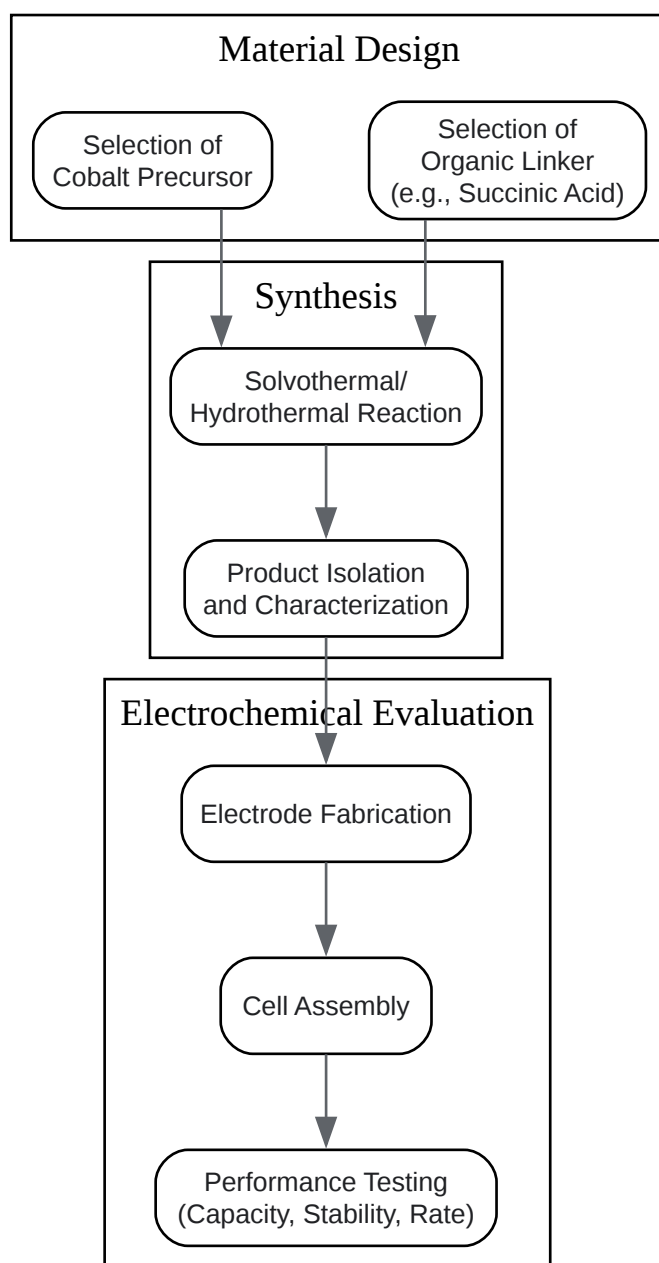 Material Design
Selection of
Cobalt Precursor
Selection of
Organic Linker
(e.g., Succinic Acid)
Synthesis
Solvothermal/
Hydrothermal Reaction
Product Isolation
and Characterization
Electrochemical Evaluation
Electrode Fabrication
Cell Assembly
Performance Testing
(Capacity, Stability, Rate)